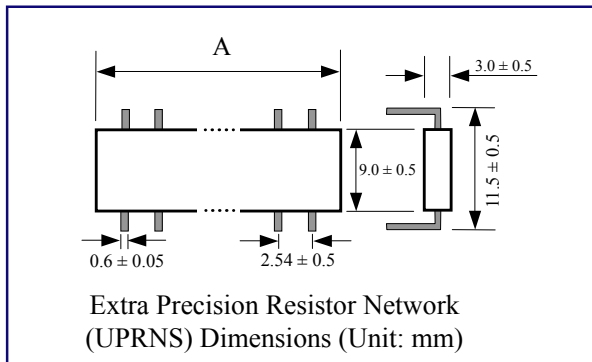 A
3.0 ± 0.5
9.0 ± 0.5
11.5 ± 0.5
0.6 ± 0.05
2.54 ± 0.5
Extra Precision Resistor Network
(UPRNS) Dimensions (Unit: mm)